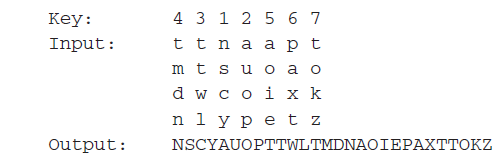 Key: 4 3 1 2 5 6 7
Input: t t n a a p t
m t s u o a o
d w c o i x k
n l y p e t z
Output: NSCYAUOPTTWLTMDNAOIEPAXTTOKZ